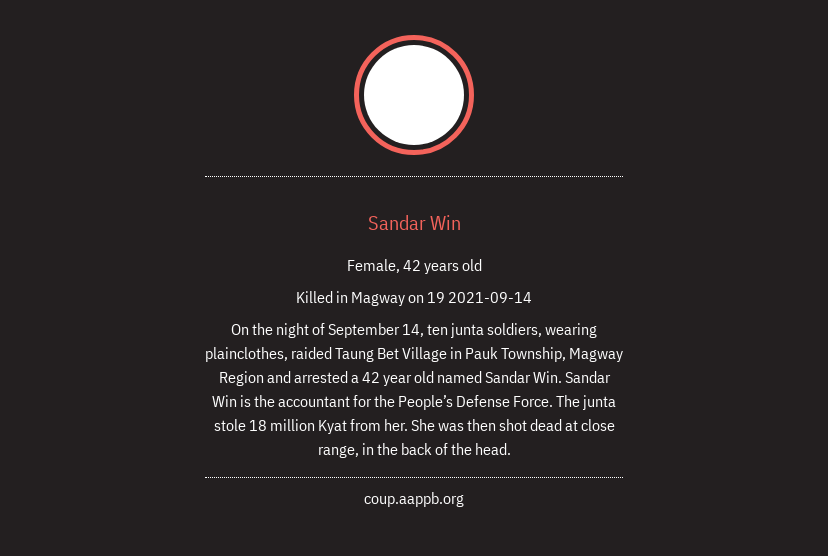 Sandar Win
Female, 42 years old
Killed in Magway on 19 2021-09-14
On the night of September 14, ten junta soldiers, wearing
plainclothes, raided Taung Bet Village in Pauk Township, Magway
Region and arrested a 42 year old named Sandar Win. Sandar
Win is the accountant for the People’s Defense Force. The junta
stole 18 million Kyat from her. She was then shot dead at close
range, in the back of the head.
coup.aappb.org